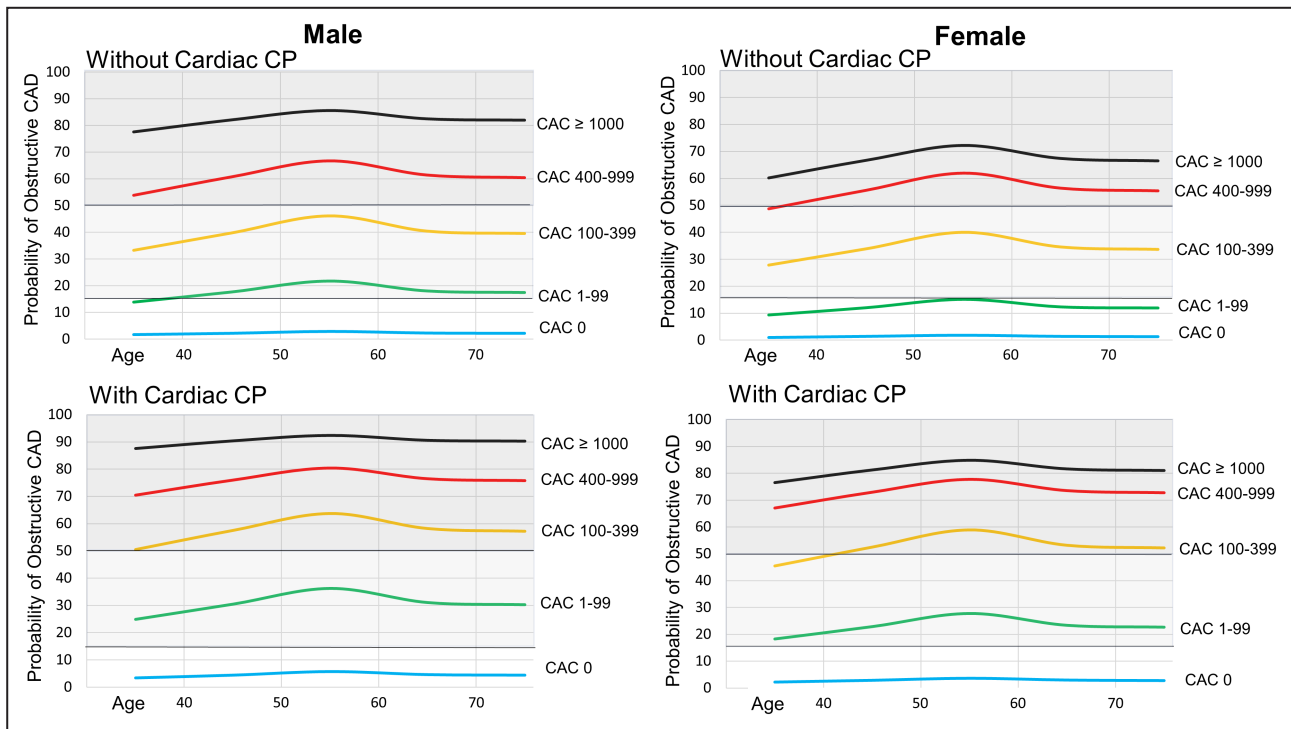 Male
Female
Without Cardiac CP
Probability of Obstructive CAD
100
90
80
70
60
50
40
30
20
10
0
CAC ≥ 1000
CAC 400-999
CAC 100-399
CAC 1-99
CAC 0
Age 40 50 60 70
Without Cardiac CP
Probability of Obstructive CAD
100
90
80
70
60
50
40
30
20
10
0
CAC ≥ 1000
CAC 400-999
CAC 100-399
CAC 1-99
CAC 0
Age 40 50 60 70
With Cardiac CP
Probability of Obstructive CAD
100
90
80
70
60
50
40
30
20
10
0
CAC ≥ 1000
CAC 400-999
CAC 100-399
CAC 1-99
CAC 0
Age 40 50 60 70
With Cardiac CP
Probability of Obstructive CAD
100
90
80
70
60
50
40
30
20
10
0
CAC ≥ 1000
CAC 400-999
CAC 100-399
CAC 1-99
CAC 0
Age 40 50 60 70